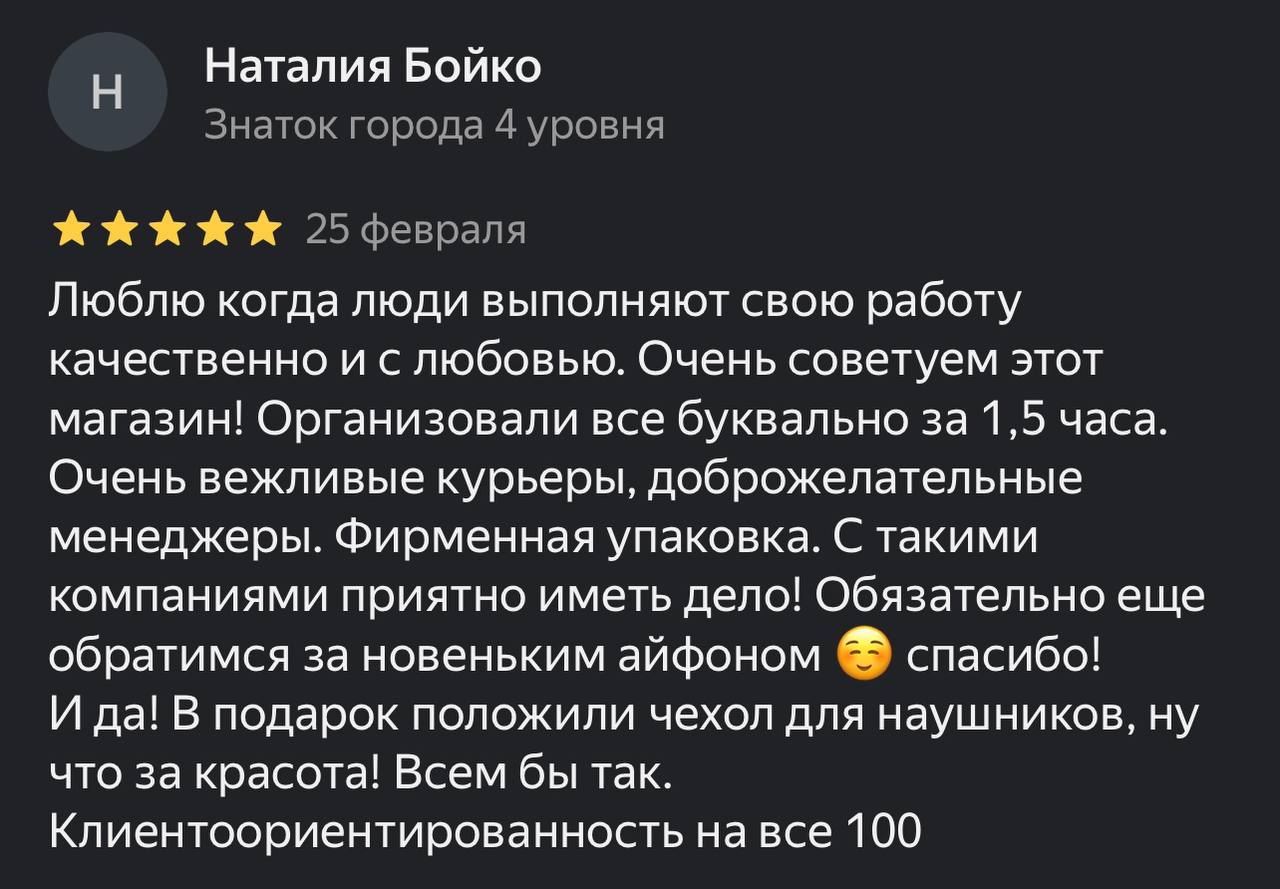 Н
Наталия Бойко
Знаток города 4 уровня
25 февраля
Люблю когда люди выполняют свою работу
качественно и с любовью. Очень советуем этот
магазин! Организовали все буквально за 1,5 часа.
Очень вежливые курьеры, доброжелательные
менеджеры. Фирменная упаковка. С такими
компаниями приятно иметь дело! Обязательно еще
обратимся за новеньким айфоном ☺️ спасибо!
И да! В подарок положили чехол для наушников, ну
что за красота! Всем бы так.
Клиентоориентированность на все 100